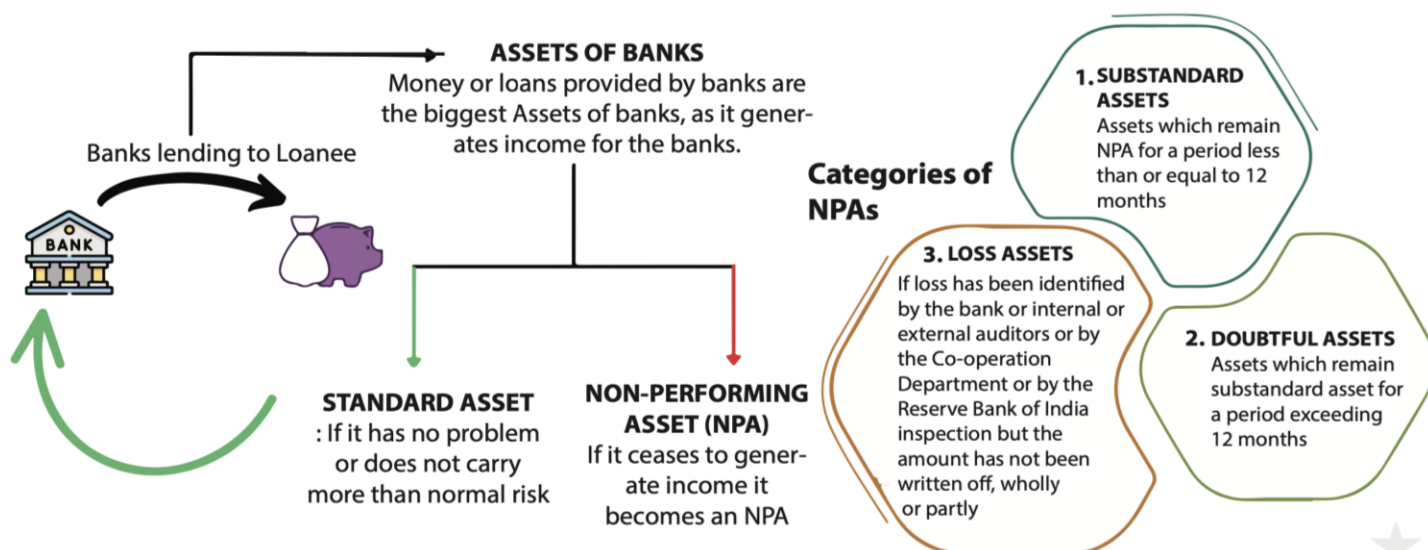 ASSETS OF BANKS
Money or loans provided by banks are
the biggest Assets of banks, as it gener-
ates income for the banks.
Banks lending to Loanee
BANK
STANDARD ASSET
: If it has no problem
or does not carry
more than normal risk
NON-PERFORMING
ASSET (NPA)
If it ceases to gener-
ate income it
becomes an NPA
Categories of
NPAs
1. SUBSTANDARD
ASSETS
Assets which remain
NPA for a period less
than or equal to 12
months
2. DOUBTFUL ASSETS
Assets which remain
substandard asset for
a period exceeding
12 months
3. LOSS ASSETS
If loss has been identified
by the bank or internal or
external auditors or by
the Co-operation
Department or by the
Reserve Bank of India
inspection but the
amount has not been
written off, wholly
or partly